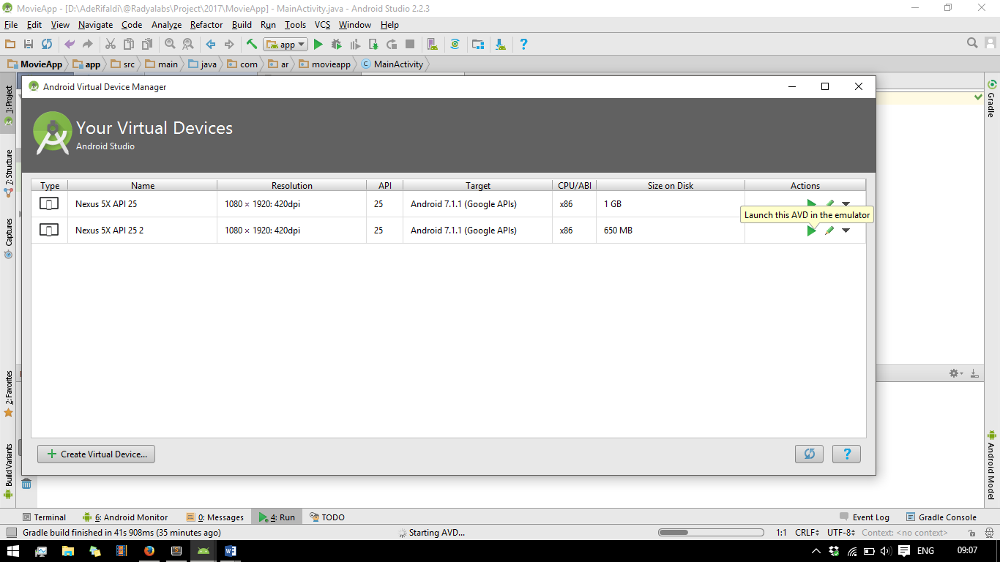 MovieApp - [D:\AdeRifaldi\@Radyalabs\Project\2017\MovieApp] - MainActivity.java - Android Studio 2.2.3
File Edit View Navigate Code Analyze Refactor Build Run Tools VCS Window Help
app
MovieApp app src main java com ar movieapp MainActivity
1: Project
7: Structure
Captures
2: Favorites
Build Variants
Android Virtual Device Manager
Your Virtual Devices
Android Studio
Type Name Resolution API Target CPU/ABI Size on Disk Actions
Nexus 5X API 25 1080 × 1920: 420dpi 25 Android 7.1.1 (Google APIs) x86 1 GB
Launch this AVD in the emulator
Nexus 5X API 25 2 1080 × 1920: 420dpi 25 Android 7.1.1 (Google APIs) x86 650 MB
Create Virtual Device...
?
Gradle
Android Model
Terminal 6: Android Monitor 0: Messages 4: Run TODO Event Log Gradle Console
Gradle build finished in 41s 908ms (35 minutes ago) Starting AVD... 1:1 CRLF UTF-8 Context: <no context>
ENG 09:07